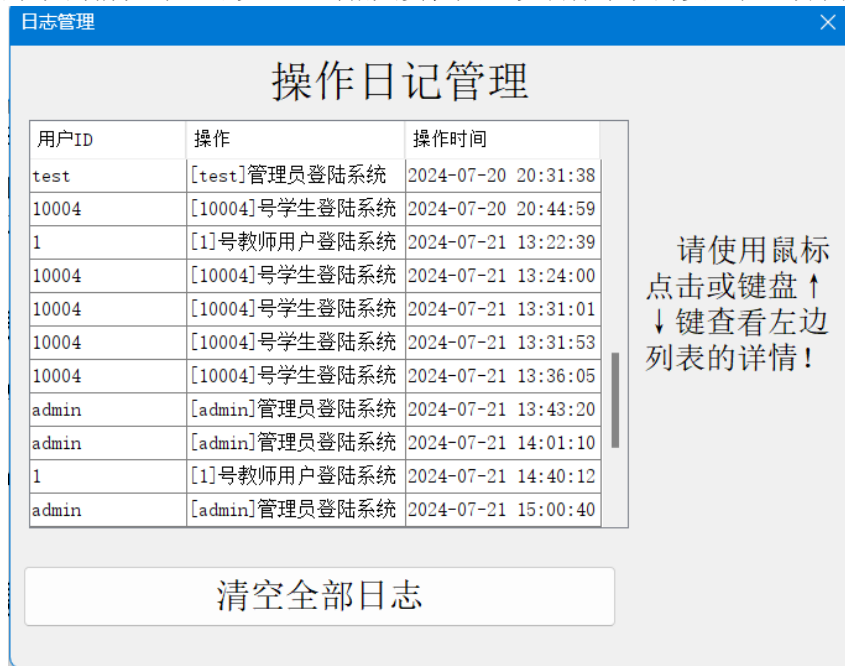 日志管理
操作日记管理
用户ID 操作 操作时间
test [test]管理员登陆系统 2024-07-20 20:31:38
10004 [10004]号学生登陆系统 2024-07-20 20:44:59
1 [1]号教师用户登陆系统 2024-07-21 13:22:39
10004 [10004]号学生登陆系统 2024-07-21 13:24:00
10004 [10004]号学生登陆系统 2024-07-21 13:31:01
10004 [10004]号学生登陆系统 2024-07-21 13:31:53
10004 [10004]号学生登陆系统 2024-07-21 13:36:05
admin [admin]管理员登陆系统 2024-07-21 13:43:20
admin [admin]管理员登陆系统 2024-07-21 14:01:10
1 [1]号教师用户登陆系统 2024-07-21 14:40:12
admin [admin]管理员登陆系统 2024-07-21 15:00:40
请使用鼠标
点击或键盘↑
↓键查看左边
列表的详情!
清空全部日志